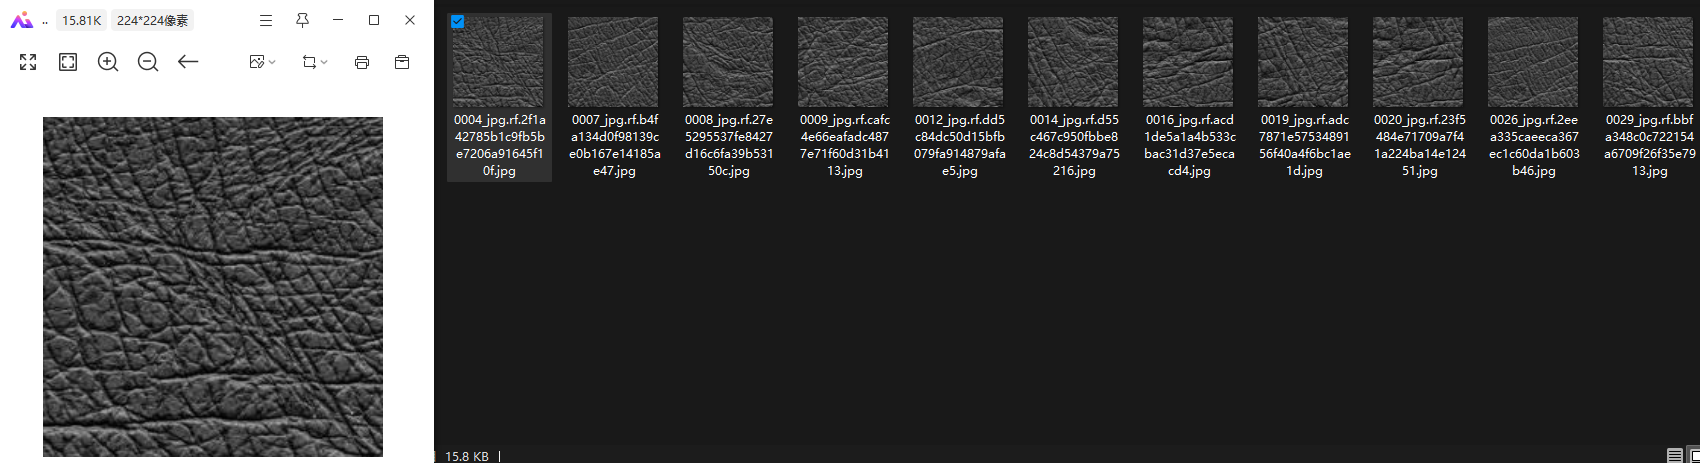 .. 15.81K 224*224像素
0004_jpg.rf.2f1a
42785b1c9fb5b
e7206a91645f1
0f.jpg
0007_jpg.rf.b4f
a134d0f98139c
e0b167e14185a
e47.jpg
0008_jpg.rf.27e
5295537fe8427
d16c6fa39b531
50c.jpg
0009_jpg.rf.cafc
4e66eafadc487
7e71f60d31b41
13.jpg
0012_jpg.rf.dd5
c84dc50d15bfb
079fa914879afa
e5.jpg
0014_jpg.rf.d55
c467c950fbbe8
24c8d54379a75
216.jpg
0016_jpg.rf.acd
1de5a1a4b533c
bac31d37e5eca
cd4.jpg
0019_jpg.rf.adc
7871e57534891
56f40a4f6bc1ae
1d.jpg
0020_jpg.rf.23f5
484e71709a7f4
1a224ba14e124
51.jpg
0026_jpg.rf.2ee
a335caeeca367
ec1c60da1b603
b46.jpg
0029_jpg.rf.bbf
a348c0c722154
a6709f26f35e79
13.jpg
15.8 KB